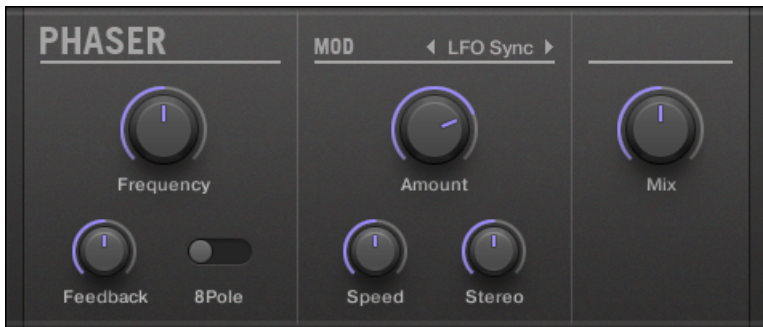 PHASER
MOD
LFO Sync
Frequency
Amount
Mix
Feedback
8Pole
Speed
Stereo